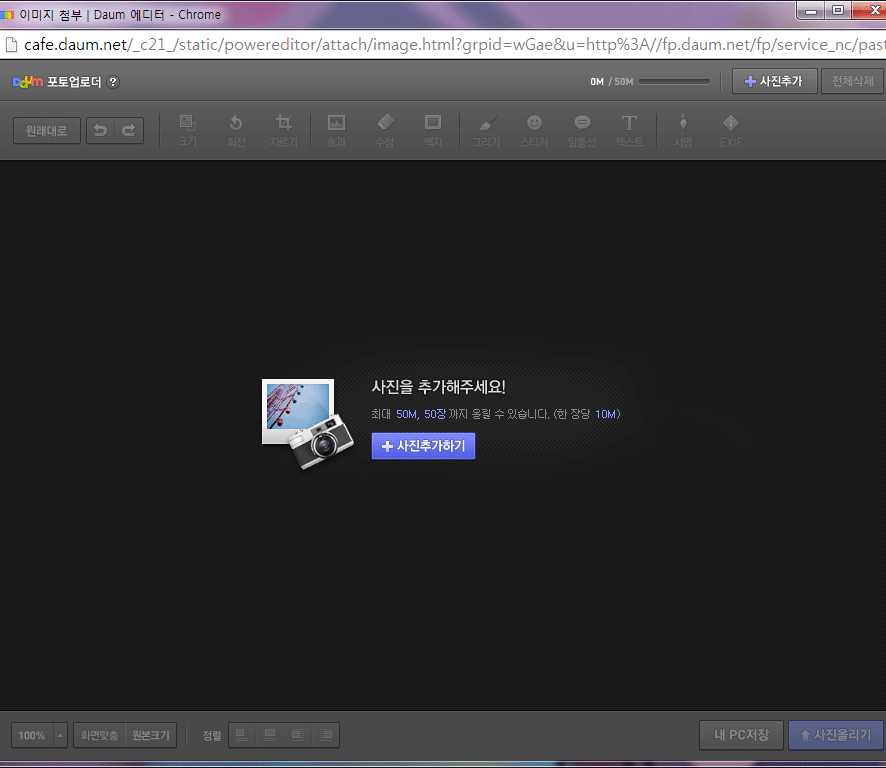 이미지 첨부 | Daum 에디터 - Chrome
cafe.daum.net/_c21_/static/powereditor/attach/image.html?grpid=wGae&u=http%3A//fp.daum.net/fp/service_nc/past
Daum 포토업로더 ? 0M / 50M + 사진추가 전체삭제
원래대로 크기 회전 자르기 효과 수정 액자 그리기 스티커 말풍선 텍스트 서명 EXIF
사진을 추가해주세요!
최대 50M, 50장 까지 올릴 수 있습니다. (한 장당 10M)
+ 사진추가하기
100% 화면맞춤 원본크기 정렬 내 PC저장 사진올리기